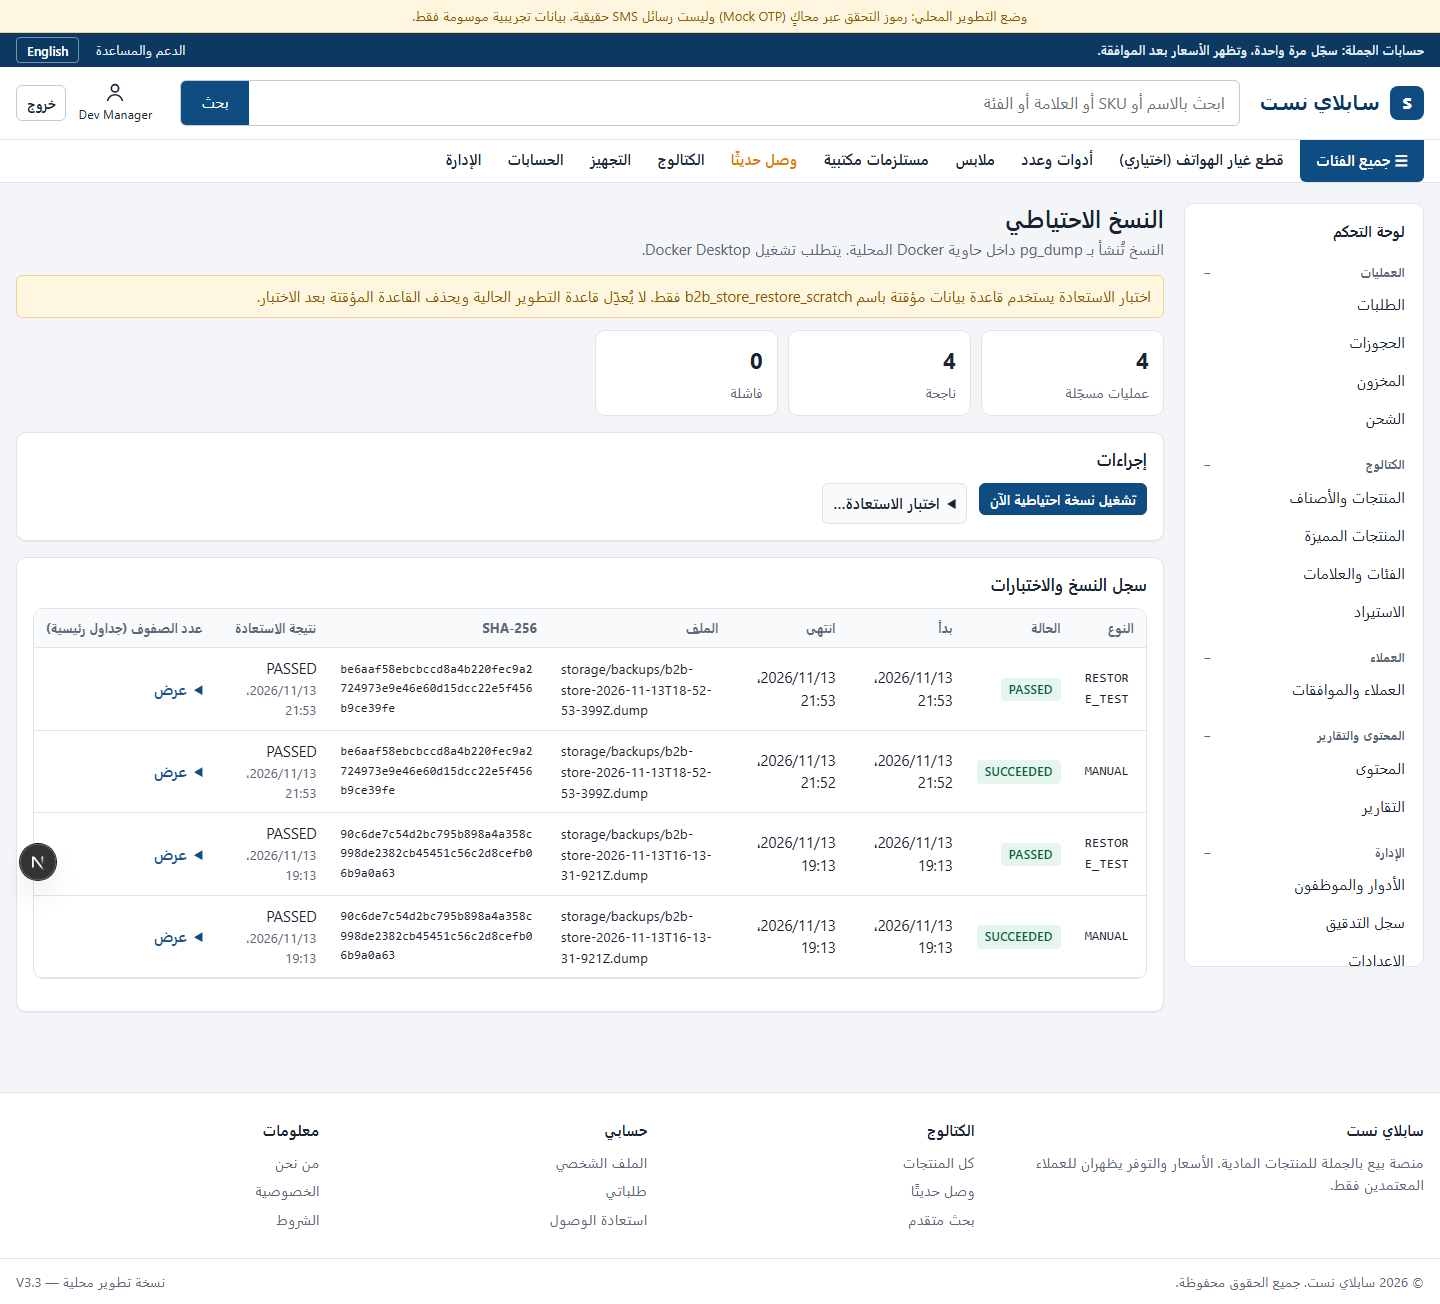 وضع التطوير المحلي: رموز التحقق عبر محاكٍ (Mock OTP) وليست رسائل SMS حقيقية. بيانات تجريبية موسومة فقط.
حسابات الجملة: سجّل مرة واحدة، وتظهر الأسعار بعد الموافقة.
الدعم والمساعدة
English
S
سابلاي نست
ابحث بالاسم أو SKU أو العلامة أو الفئة
بحث
Dev Manager
خروج
☰ جميع الفئات
قطع غيار الهواتف (اختياري)
أدوات وعدد
ملابس
مستلزمات مكتبية
وصل حديثًا
الكتالوج
التجهيز
الحسابات
الإدارة
لوحة التحكم
العمليات –
الطلبات
الحجوزات
المخزون
الشحن
الكتالوج –
المنتجات والأصناف
المنتجات المميزة
الفئات والعلامات
الاستيراد
العملاء –
العملاء والموافقات
المحتوى والتقارير –
المحتوى
التقارير
الإدارة –
الأدوار والموظفون
سجل التدقيق
الإعدادات
النسخ الاحتياطي
النسخ تُنشأ بـ pg_dump داخل حاوية Docker المحلية. يتطلب تشغيل Docker Desktop.
اختبار الاستعادة يستخدم قاعدة بيانات مؤقتة باسم b2b_store_restore_scratch فقط. لا يُعدِّل قاعدة التطوير الحالية ويحذف القاعدة المؤقتة بعد الاختبار.
4
عمليات مسجّلة
4
ناجحة
0
فاشلة
إجراءات
تشغيل نسخة احتياطية الآن
◀ اختبار الاستعادة...
سجل النسخ والاختبارات
النوع الحالة بدأ انتهى الملف SHA-256 نتيجة الاستعادة عدد الصفوف (جداول رئيسية)
RESTOR
E_TEST
PASSED
2026/11/13،
21:53
2026/11/13،
21:53
storage/backups/b2b-
store-2026-11-13T18-52-
53-399Z.dump
be6aaf58ebcbccd8a4b220fec9a2
724973e9e46e60d15dcc22e5f456
b9ce39fe
PASSED
2026/11/13،
21:53
◀ عرض
MANUAL
SUCCEEDED
2026/11/13،
21:52
2026/11/13،
21:52
storage/backups/b2b-
store-2026-11-13T18-52-
53-399Z.dump
be6aaf58ebcbccd8a4b220fec9a2
724973e9e46e60d15dcc22e5f456
b9ce39fe
PASSED
2026/11/13،
21:53
◀ عرض
RESTOR
E_TEST
PASSED
2026/11/13،
19:13
2026/11/13،
19:13
storage/backups/b2b-
store-2026-11-13T16-13-
31-921Z.dump
90c6de7c54d2bc795b898a4a358c
998de2382cb45451c56c2d8cefb0
6b9a0a63
PASSED
2026/11/13،
19:13
◀ عرض
MANUAL
SUCCEEDED
2026/11/13،
19:13
2026/11/13،
19:13
storage/backups/b2b-
store-2026-11-13T16-13-
31-921Z.dump
90c6de7c54d2bc795b898a4a358c
998de2382cb45451c56c2d8cefb0
6b9a0a63
PASSED
2026/11/13،
19:13
◀ عرض
N
سابلاي نست
منصة بيع بالجملة للمنتجات المادية. الأسعار والتوفر يظهران للعملاء
المعتمدين فقط.
الكتالوج
كل المنتجات
وصل حديثًا
بحث متقدم
حسابي
الملف الشخصي
طلباتي
استعادة الوصول
معلومات
من نحن
الخصوصية
الشروط
© 2026 سابلاي نست. جميع الحقوق محفوظة.
نسخة تطوير محلية — V3.3